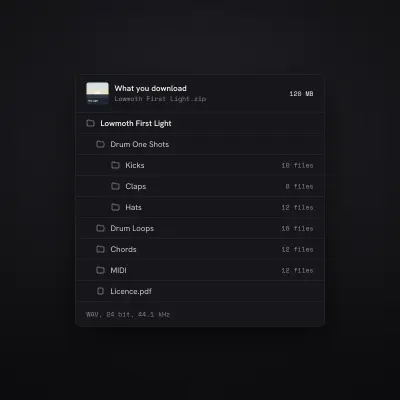 What you download
Lowmoth First Light.zip
128 MB
Lowmoth First Light
Drum One Shots
Kicks
10 files
Claps
8 files
Hats
12 files
Drum Loops
16 files
Chords
12 files
MIDI
12 files
Licence.pdf
WAV, 24 bit, 44.1 kHz